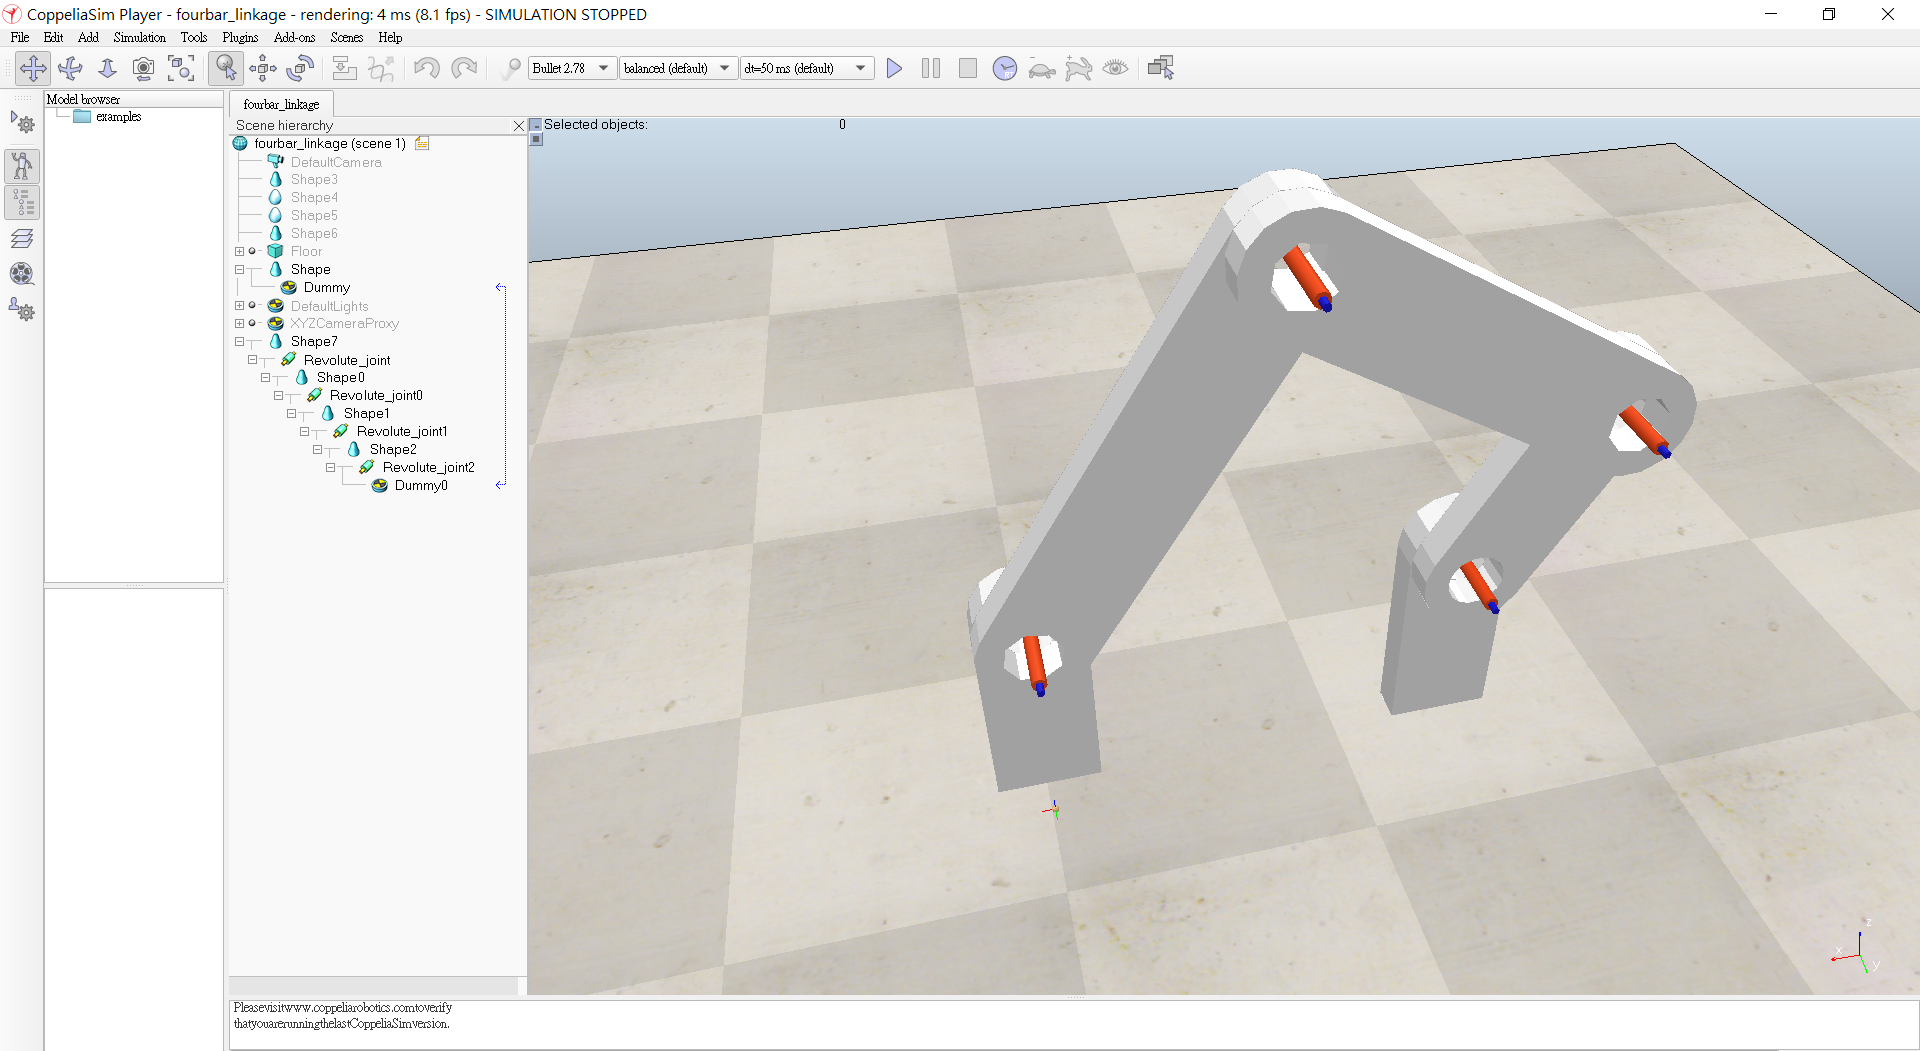 CoppeliaSim Player - fourbar_linkage - rendering: 4 ms (8.1 fps) - SIMULATION STOPPED
File Edit Add Simulation Tools Plugins Add-ons Scenes Help
Bullet 2.78 balanced (default) dt=50 ms (default)
RT
Model browser
examples
fourbar_linkage
Scene hierarchy
Selected objects: 0
fourbar_linkage (scene 1)
DefaultCamera
Shape3
Shape4
Shape5
Shape6
Floor
Shape
Dummy
DefaultLights
XYZCameraProxy
Shape7
Revolute_joint
Shape0
Revolute_joint0
Shape1
Revolute_joint1
Shape2
Revolute_joint2
Dummy0
z
x
y
Pleasevisitwww.coppeliarobotics.comtoverify
thatyouarerunningthelastCoppeliaSimversion.